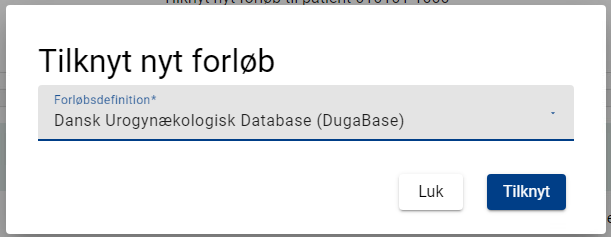 Tilknyt nyt forløb
Forløbsdefinition*
Dansk Urogynækologisk Database (DugaBase)
Luk
Tilknyt